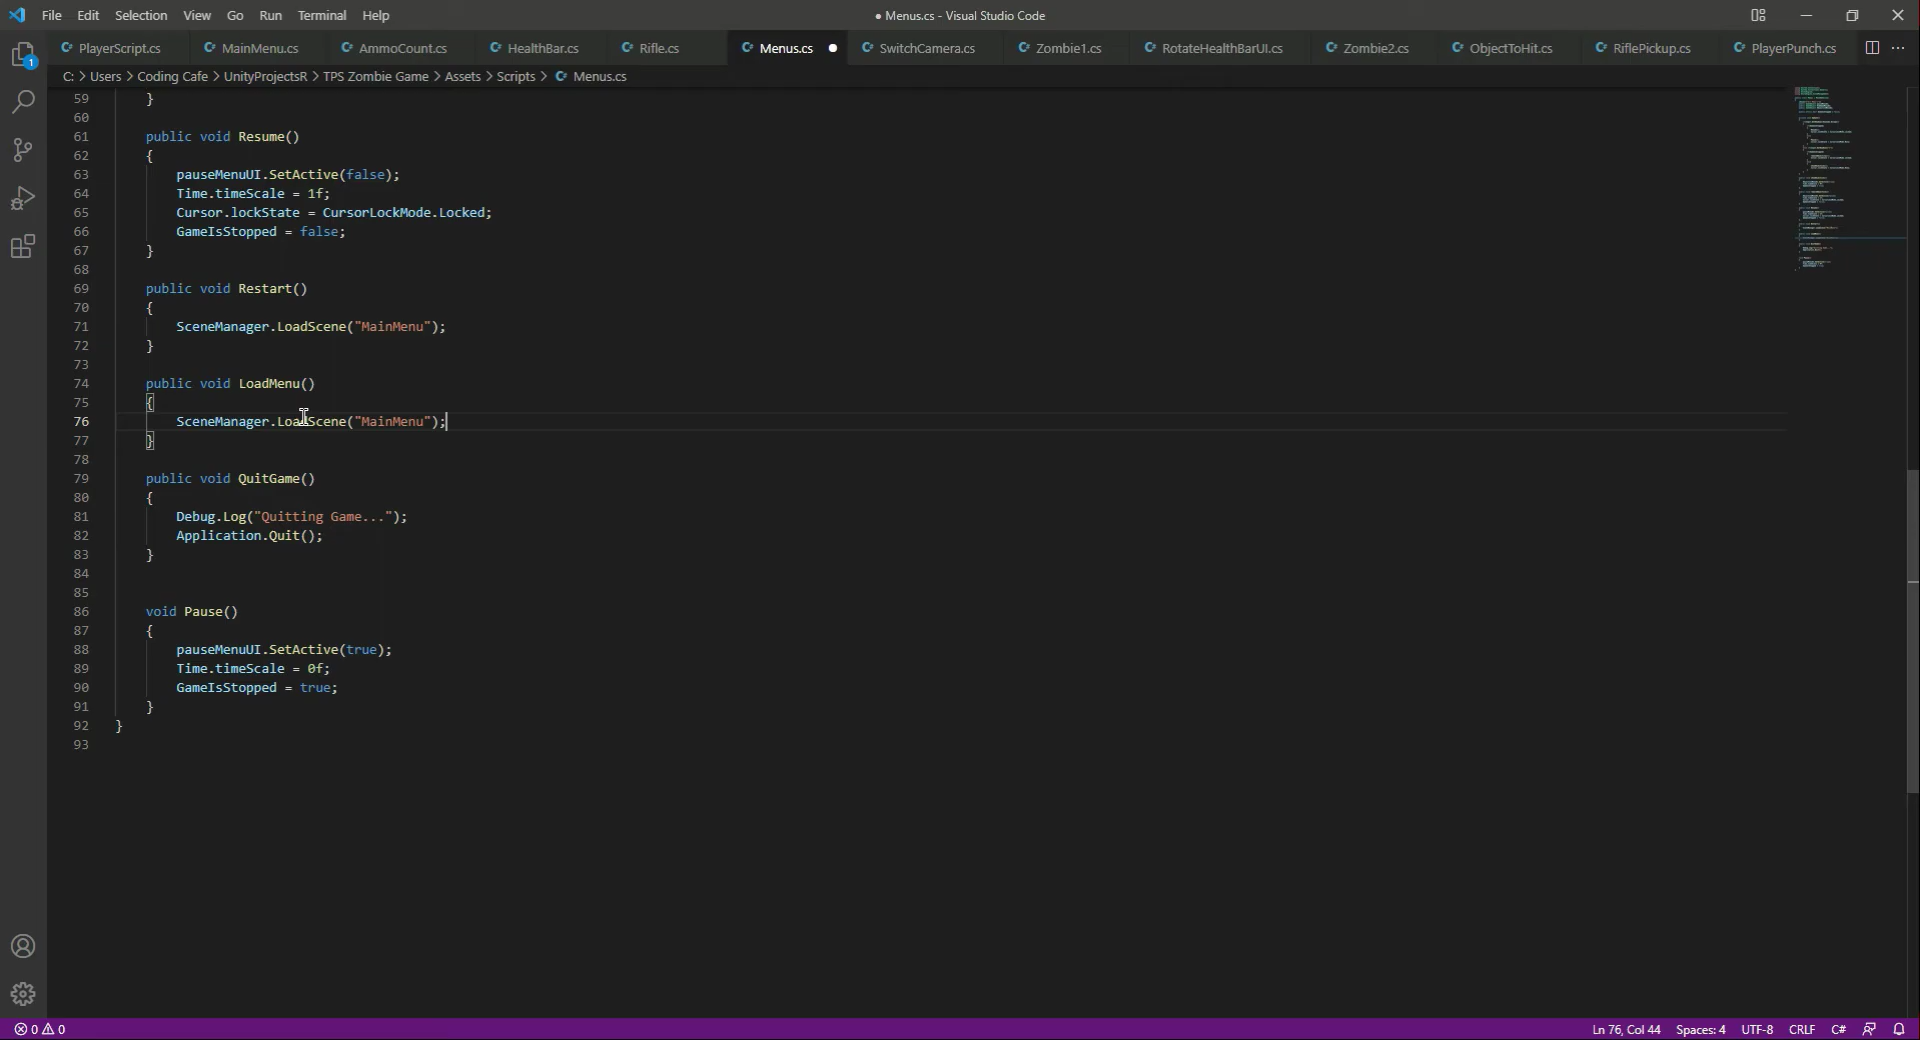 File Edit Selection View Go Run Terminal Help
● Menus.cs - Visual Studio Code
PlayerScript.cs MainMenu.cs AmmoCount.cs HealthBar.cs Rifle.cs Menus.cs SwitchCamera.cs Zombie1.cs RotateHealthBarUI.cs Zombie2.cs ObjectToHit.cs RiflePickup.cs PlayerPunch.cs
C: > Users > Coding Cafe > UnityProjectsR > TPS Zombie Game > Assets > Scripts > Menus.cs
1
59 }
60
61 public void Resume()
62 {
63 pauseMenuUI.SetActive(false);
64 Time.timeScale = 1f;
65 Cursor.lockState = CursorLockMode.Locked;
66 GameIsStopped = false;
67 }
68
69 public void Restart()
70 {
71 SceneManager.LoadScene("MainMenu");
72 }
73
74 public void LoadMenu()
75 {
76 SceneManager.LoadScene("MainMenu");
77 }
78
79 public void QuitGame()
80 {
81 Debug.Log("Quitting Game...");
82 Application.Quit();
83 }
84
85
86 void Pause()
87 {
88 pauseMenuUI.SetActive(true);
89 Time.timeScale = 0f;
90 GameIsStopped = true;
91 }
92 }
93
0 0
Ln 76, Col 44 Spaces: 4 UTF-8 CRLF C#